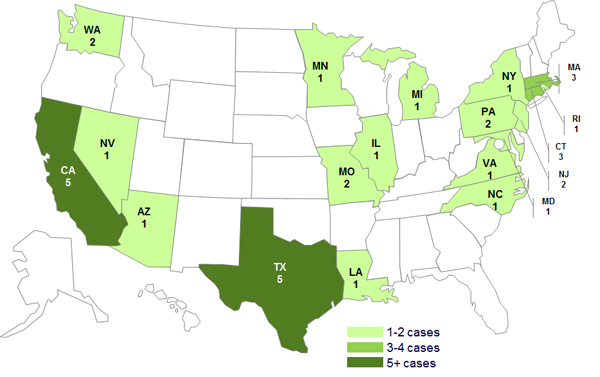 WA
2
MN
1
MI
1
NY
1
MA
3
RI
1
CT
3
NJ
2
MD
1
PA
2
NV
1
CA
5
IL
1
MO
2
VA
1
NC
1
AZ
1
TX
5
LA
1
1-2 cases
3-4 cases
5+ cases